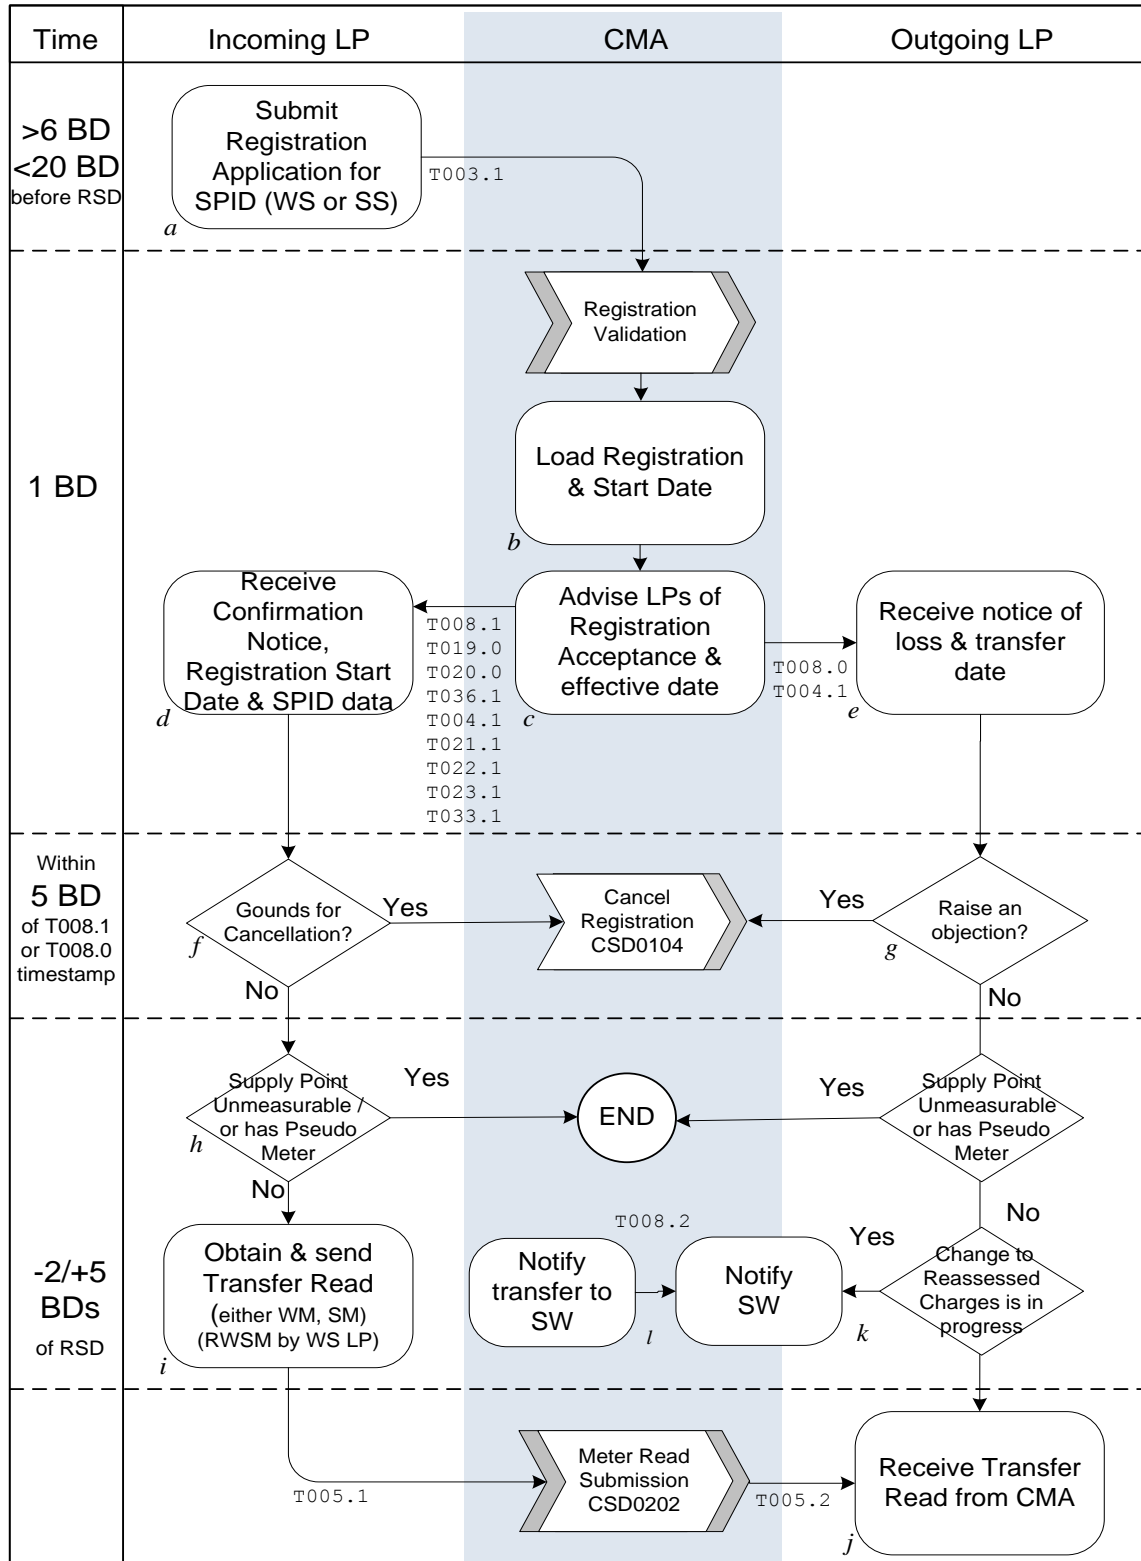 Time
Incoming LP
CMA
Outgoing LP
>6 BD
<20 BD
before RSD
Submit
Registration
Application for
SPID (WS or SS)
a
T003.1
1 BD
Registration
Validation
Load Registration
& Start Date
b
Receive
Confirmation
Notice,
Registration Start
Date & SPID data
d
T008.1
T019.0
T020.0
T036.1
T004.1
T021.1
T022.1
T023.1
T033.1
Advise LPs of
Registration
Acceptance &
effective date
c
T008.0
T004.1
Receive notice of
loss & transfer
date
e
Within
5 BD
of T008.1
or T008.0
timestamp
Gounds for
Cancellation?
f
Yes
No
Cancel
Registration
CSD0104
Yes
Raise an
objection?
g
No
-2/+5
BDs
of RSD
Supply Point
Unmeasurable /
or has Pseudo
Meter
h
Yes
No
END
Yes
Supply Point
Unmeasurable
or has Pseudo
Meter
No
Obtain & send
Transfer Read
(either WM, SM)
(RWSM by WS LP)
i
T008.2
Notify
transfer to
SW
l
Notify
SW
k
Yes
Change to
Reassessed
Charges is in
progress
T005.1
Meter Read
Submission
CSD0202
T005.2
Receive Transfer
Read from CMA
j